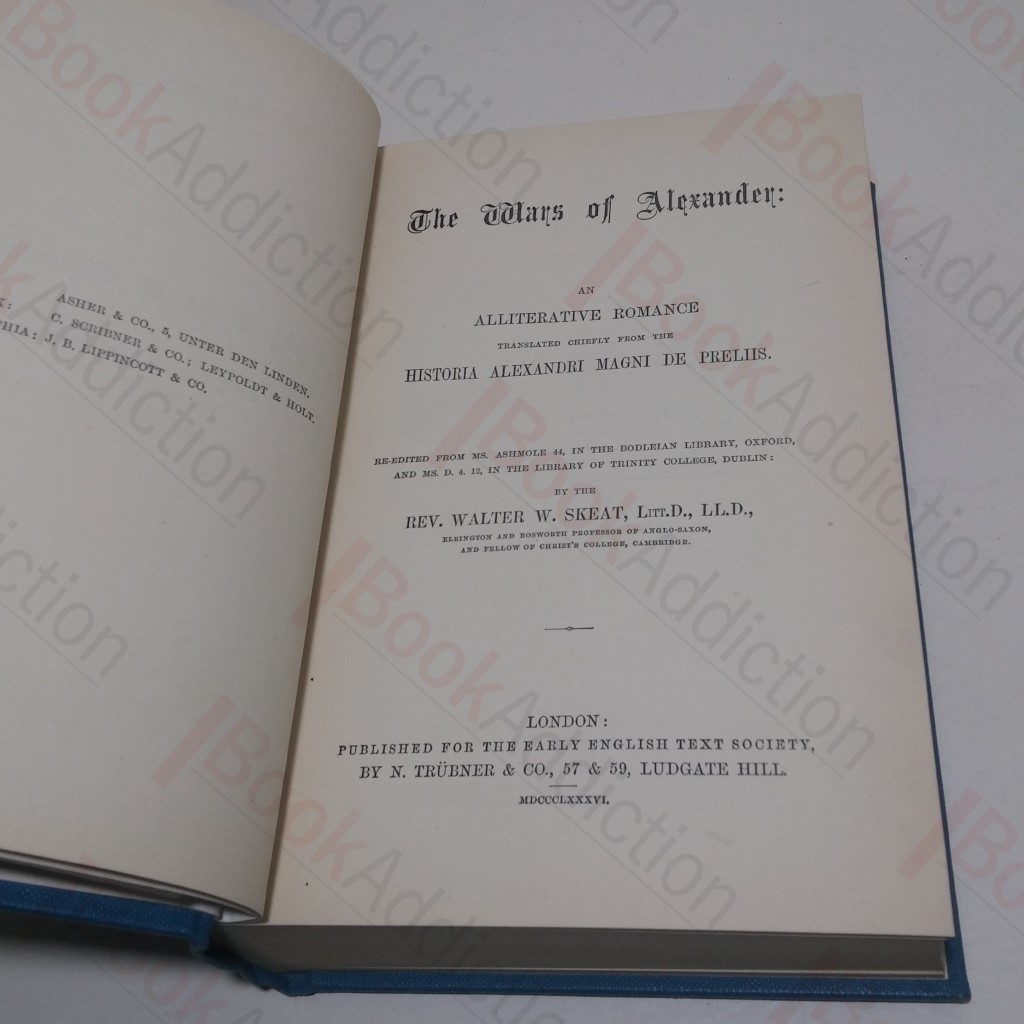 ASHER & CO., 5, UNTER DEN LINDEN.
C. SCRIBNER & CO.; LEYPOLDT & HOLT.
J. B. LIPPINCOTT & CO.
The Wars of Alexander:
AN
ALLITERATIVE ROMANCE
TRANSLATED CHIEFLY FROM THE
HISTORIA ALEXANDRI MAGNI DE PRELIIS.
RE-EDITED FROM MS. ASHMOLE 44, IN THE BODLEIAN LIBRARY, OXFORD,
AND MS. D. 4. 12, IN THE LIBRARY OF TRINITY COLLEGE, DUBLIN:
BY THE
REV. WALTER W. SKEAT, LITT.D., LL.D.,
ELRINGTON AND BOSWORTH PROFESSOR OF ANGLO-SAXON,
AND FELLOW OF CHRIST'S COLLEGE, CAMBRIDGE.
LONDON:
PUBLISHED FOR THE EARLY ENGLISH TEXT SOCIETY,
BY N. TRÜBNER & CO., 57 & 59, LUDGATE HILL.
MDCCCLXXXVI.
BookAddiction